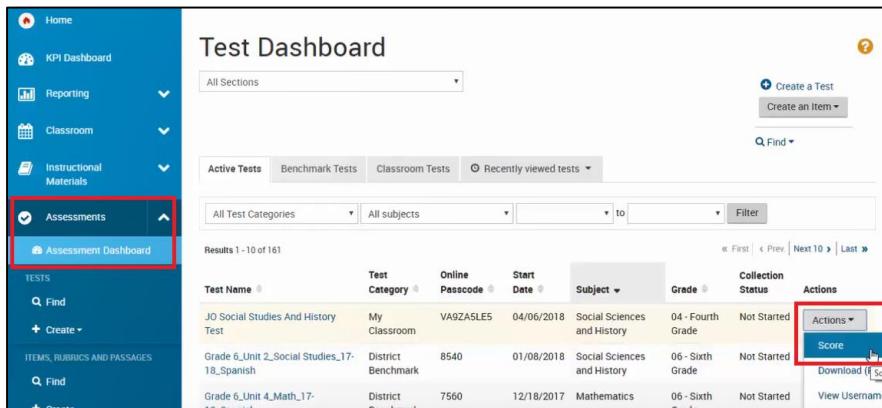 Home
KPI Dashboard
Reporting
Classroom
Instructional
Materials
Assessments
Assessment Dashboard
TESTS
Find
Create
ITEMS, RUBRICS AND PASSAGES
Find
Create
Test Dashboard
?
All Sections
Create a Test
Create an Item
Find
Active Tests Benchmark Tests Classroom Tests Recently viewed tests
All Test Categories All subjects to Filter
Results 1 - 10 of 161 « First ‹ Prev. Next 10 › Last »
Test Name Test Category Online Passcode Start Date Subject Grade Collection Status Actions
JO Social Studies And History Test My Classroom VA9ZA5LE5 04/06/2018 Social Sciences and History 04 - Fourth Grade Not Started Actions
Score
Grade 6_Unit 2_Social Studies_17-18_Spanish District Benchmark 8540 01/08/2018 Social Sciences and History 06 - Sixth Grade Not Started Download
Grade 6_Unit 4_Math_17- District 7560 12/18/2017 Mathematics 06 - Sixth Not Started View Usernam